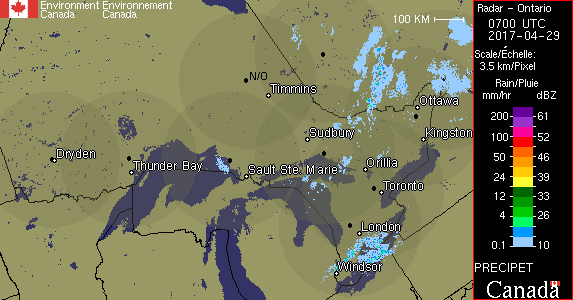 Environment Environnement
Canada Canada
100 KM
N/O
Timmins
Ottawa
Sudbury
Kingston
Dryden
Thunder Bay
Sault Ste. Marie
Orillia
Toronto
London
Windsor
Radar - Ontario
0700 UTC
2017-04-29
Scale/Échelle:
3.5 km/Pixel
Rain/Pluie
mm/hr dBZ
200 61
100 52
50 46
24 39
12 33
4 26
0.1 10
PRECIPET
Canada